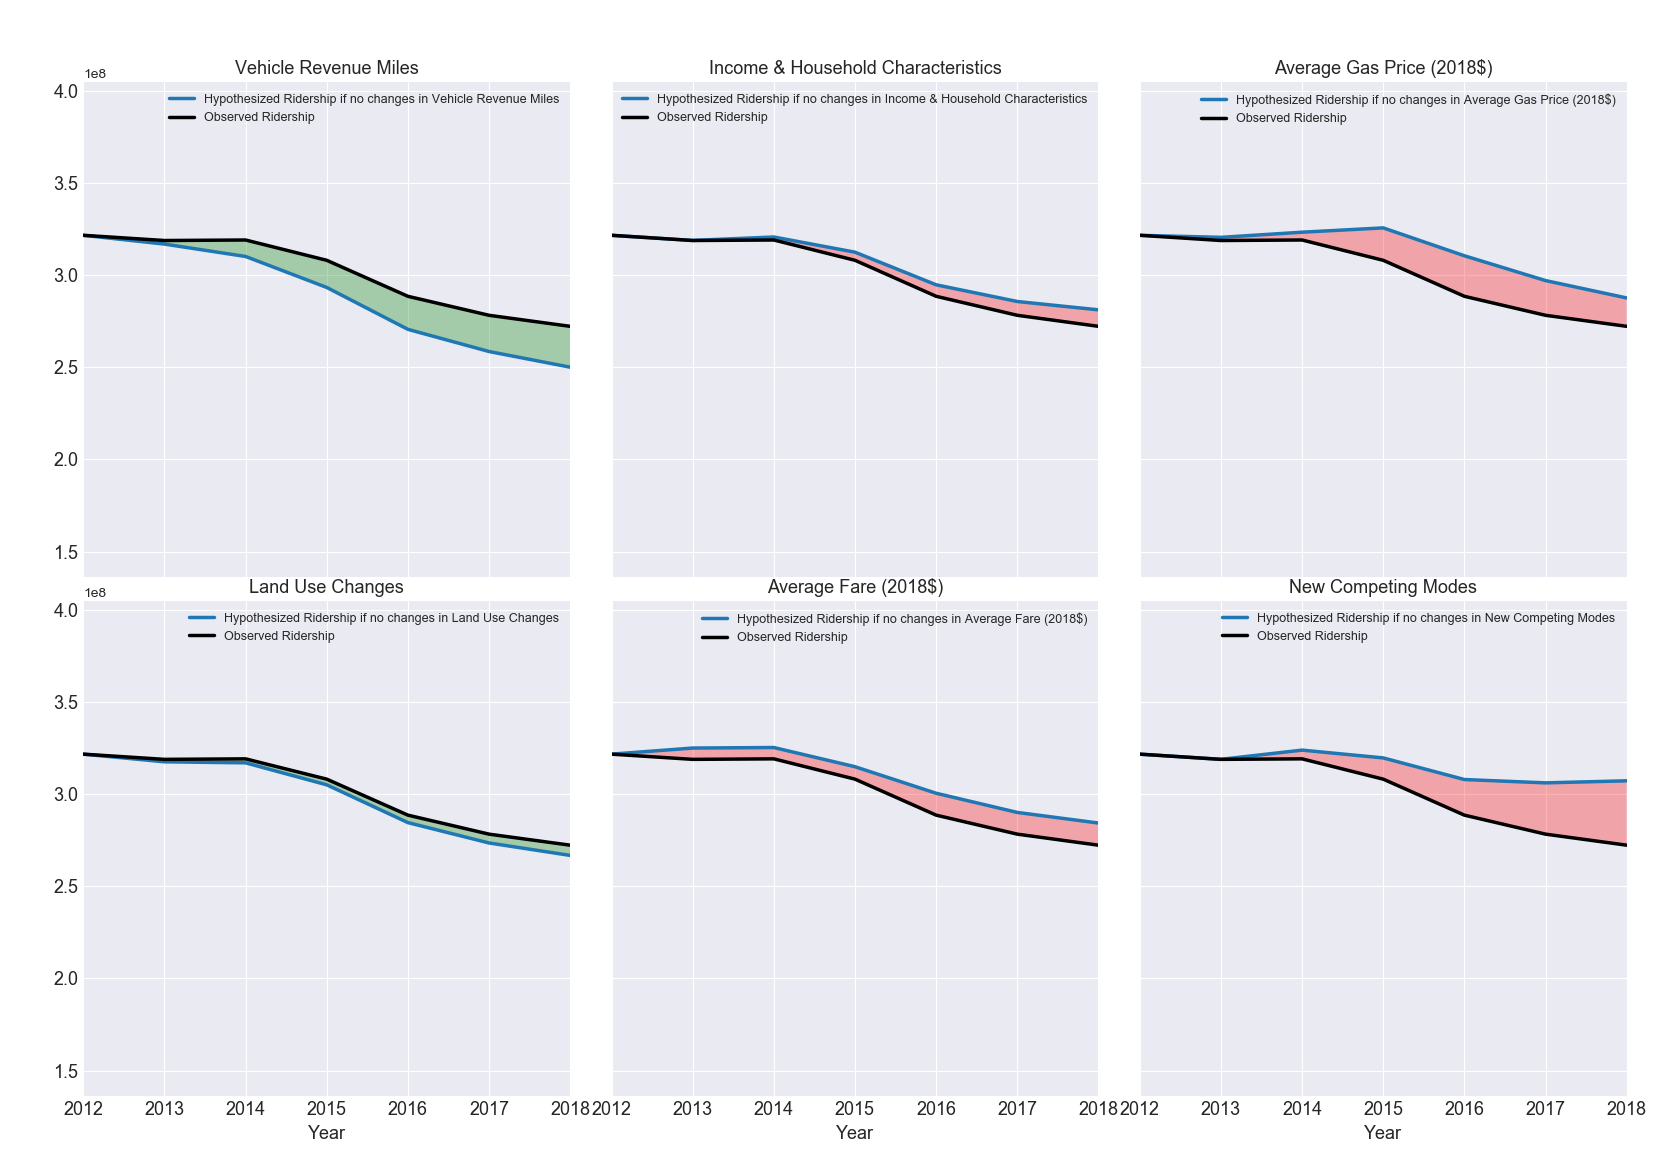 Vehicle Revenue Miles
1e8
Hypothesized Ridership if no changes in Vehicle Revenue Miles
Observed Ridership
4.0
3.5
3.0
2.5
2.0
1.5
Income & Household Characteristics
Hypothesized Ridership if no changes in Income & Household Characteristics
Observed Ridership
Average Gas Price (2018$)
Hypothesized Ridership if no changes in Average Gas Price (2018$)
Observed Ridership
Land Use Changes
1e8
Hypothesized Ridership if no changes in Land Use Changes
Observed Ridership
4.0
3.5
3.0
2.5
2.0
1.5
2012 2013 2014 2015 2016 2017 2018
Year
Average Fare (2018$)
Hypothesized Ridership if no changes in Average Fare (2018$)
Observed Ridership
2012 2013 2014 2015 2016 2017 2018
Year
New Competing Modes
Hypothesized Ridership if no changes in New Competing Modes
Observed Ridership
2012 2013 2014 2015 2016 2017 2018
Year